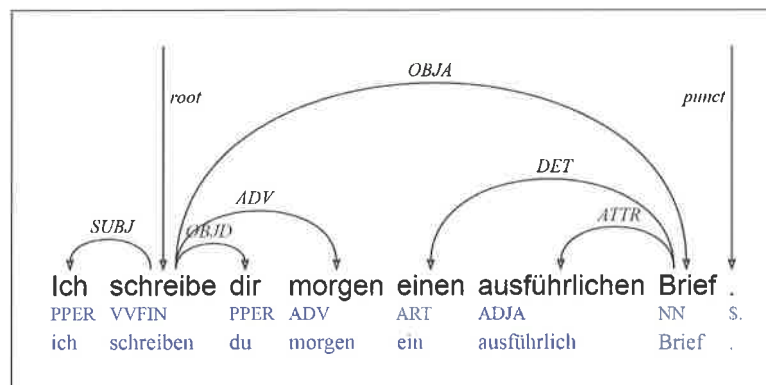 OBJA
root punct
DET
ADV
SUBJ OBJD ATTR
Ich schreibe dir morgen einen ausführlichen Brief .
PPER VVFIN PPER ADV ART ADJA NN $.
ich schreiben du morgen ein ausführlich Brief .